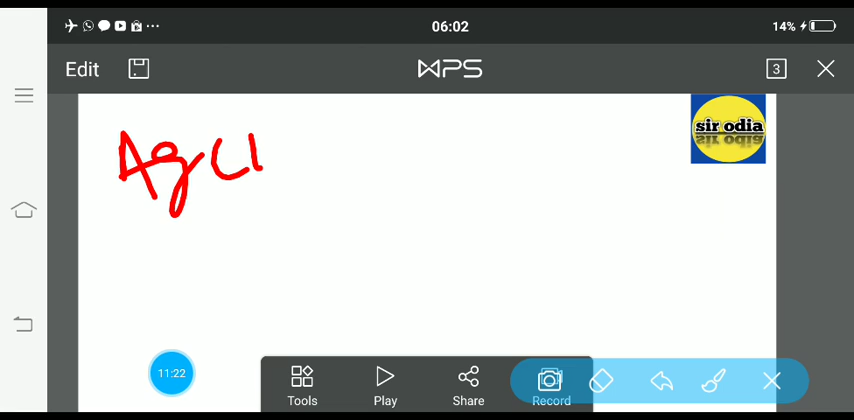 06:02
14%
Edit
WPS
3
sir odia
AgCl
11:22
Tools
Play
Share
Record